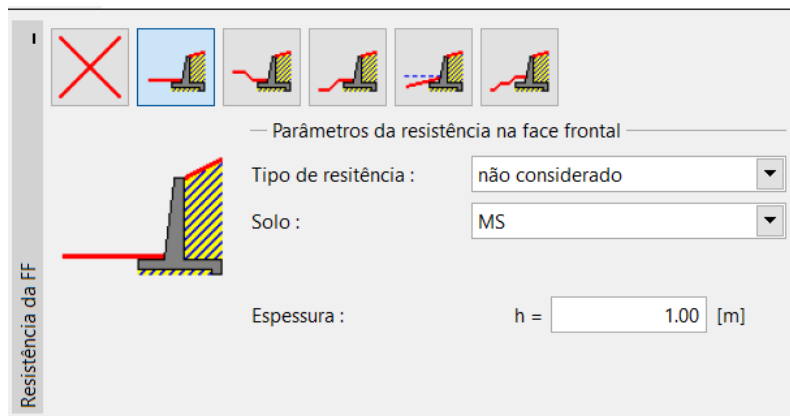 Parâmetros da resistência na face frontal
Tipo de resitência : não considerado
Solo : MS
Espessura : h = 1.00 [m]
Resistência da FF